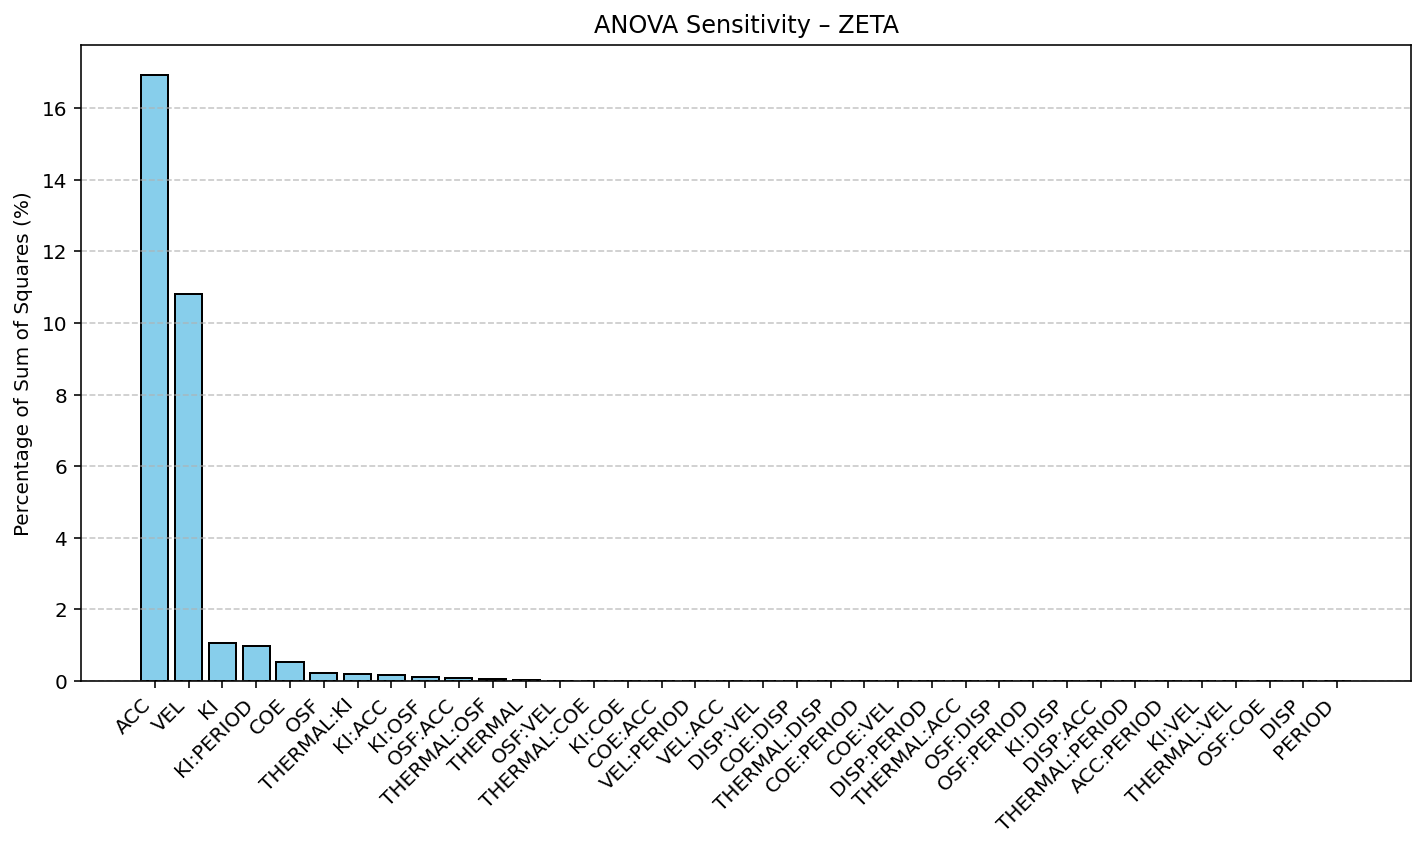 ANOVA Sensitivity – ZETA
Percentage of Sum of Squares (%)
16
14
12
10
8
6
4
2
0
ACC
VEL
KI
KI:PERIOD
COE
OSF
THERMAL:KI
KI:ACC
KI:OSF
OSF:ACC
THERMAL:OSF
THERMAL
OSF:VEL
THERMAL:COE
KI:COE
COE:ACC
VEL:PERIOD
VEL:ACC
DISP:VEL
COE:DISP
THERMAL:DISP
COE:PERIOD
COE:VEL
DISP:PERIOD
THERMAL:ACC
OSF:DISP
OSF:PERIOD
KI:DISP
DISP:ACC
THERMAL:PERIOD
ACC:PERIOD
KI:VEL
THERMAL:VEL
OSF:COE
DISP
PERIOD